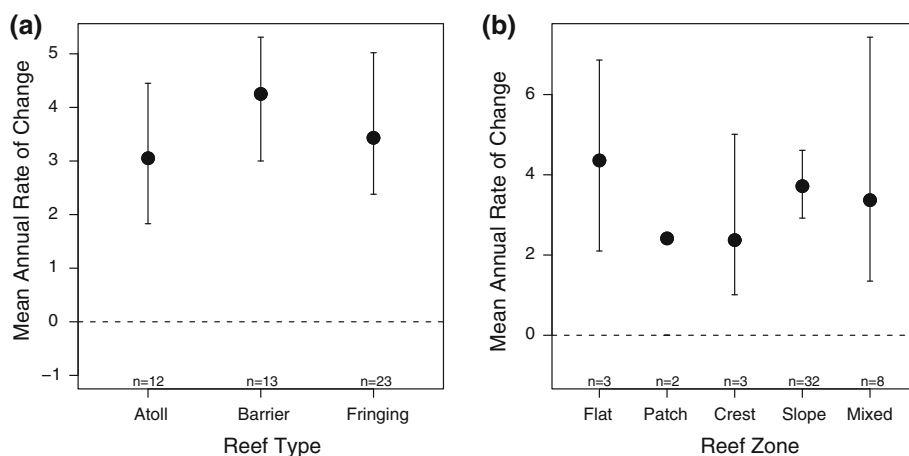 (a)
Mean Annual Rate of Change
5
4
3
2
1
0
−1
n=12 n=13 n=23
Atoll Barrier Fringing
Reef Type
(b)
Mean Annual Rate of Change
6
4
2
0
n=3 n=2 n=3 n=32 n=8
Flat Patch Crest Slope Mixed
Reef Zone